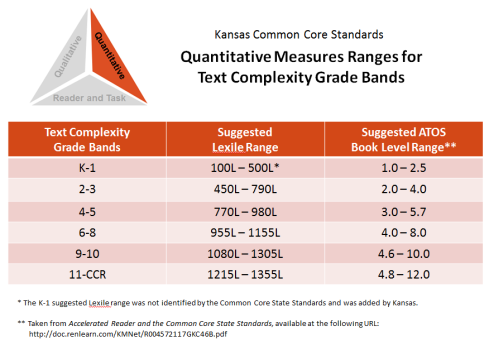 Kansas Common Core Standards
Quantitative Measures Ranges for
Text Complexity Grade Bands
Qualitative
Quantitative
Reader and Task
Text Complexity Grade Bands | Suggested Lexile Range | Suggested ATOS Book Level Range**
K-1 | 100L – 500L* | 1.0 – 2.5
2-3 | 450L – 790L | 2.0 – 4.0
4-5 | 770L – 980L | 3.0 – 5.7
6-8 | 955L – 1155L | 4.0 – 8.0
9-10 | 1080L – 1305L | 4.6 – 10.0
11-CCR | 1215L – 1355L | 4.8 – 12.0
* The K-1 suggested Lexile range was not identified by the Common Core State Standards and was added by Kansas.
** Taken from Accelerated Reader and the Common Core State Standards, available at the following URL:
http://doc.renlearn.com/KMNet/R004572117GKC46B.pdf